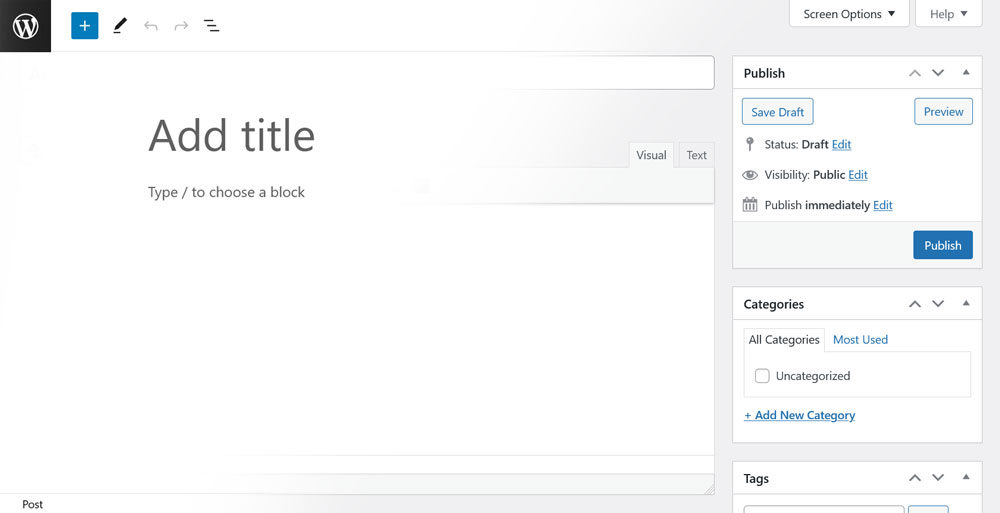 Screen Options
Help
Publish
Add title
Save Draft
Preview
Status: Draft Edit
Visual
Text
Type / to choose a block
Visibility: Public Edit
Publish immediately Edit
Publish
Categories
All Categories
Most Used
Uncategorized
+ Add New Category
Tags
Post